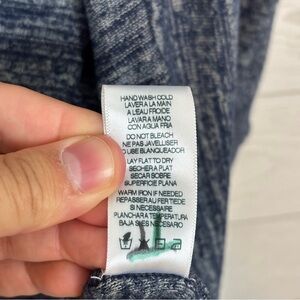 HAND WASH COLD
LAVER A LA MAIN
A L'EAU FROIDE
LAVAR A MANO
CON AGUA FRIA
DO NOT BLEACH
NE PAS JAVELLISER
O USE BLANQUEADOR
LAY FLAT TO DRY
SECHER A PLAT
SECAR SOBRE
SUPERFICIE PLANA
WARM IRON IF NEEDED
REPASSER AU FER TIEDE
SI NECESSAIRE
PLANCHAR A TEMPERATURA
BAJA SI ES NECESARIO